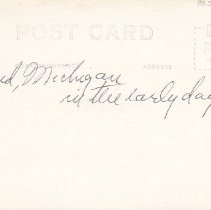 POST CARD
ADDRESS
d, Michigan
in the early day